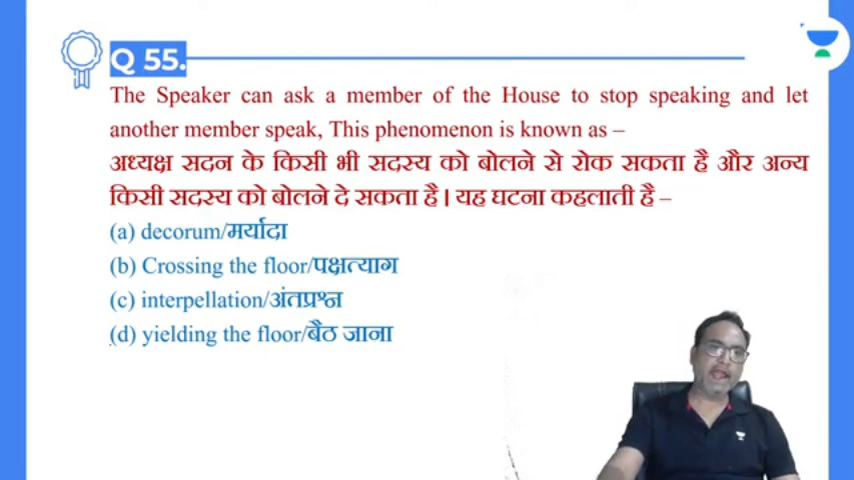 Q 55.
The Speaker can ask a member of the House to stop speaking and let
another member speak, This phenomenon is known as –
अध्यक्ष सदन के किसी भी सदस्य को बोलने से रोक सकता है और अन्य
किसी सदस्य को बोलने दे सकता है। यह घटना कहलाती है –
(a) decorum/मर्यादा
(b) Crossing the floor/पक्षत्याग
(c) interpellation/अंतप्रश्न
(d) yielding the floor/बैठ जाना